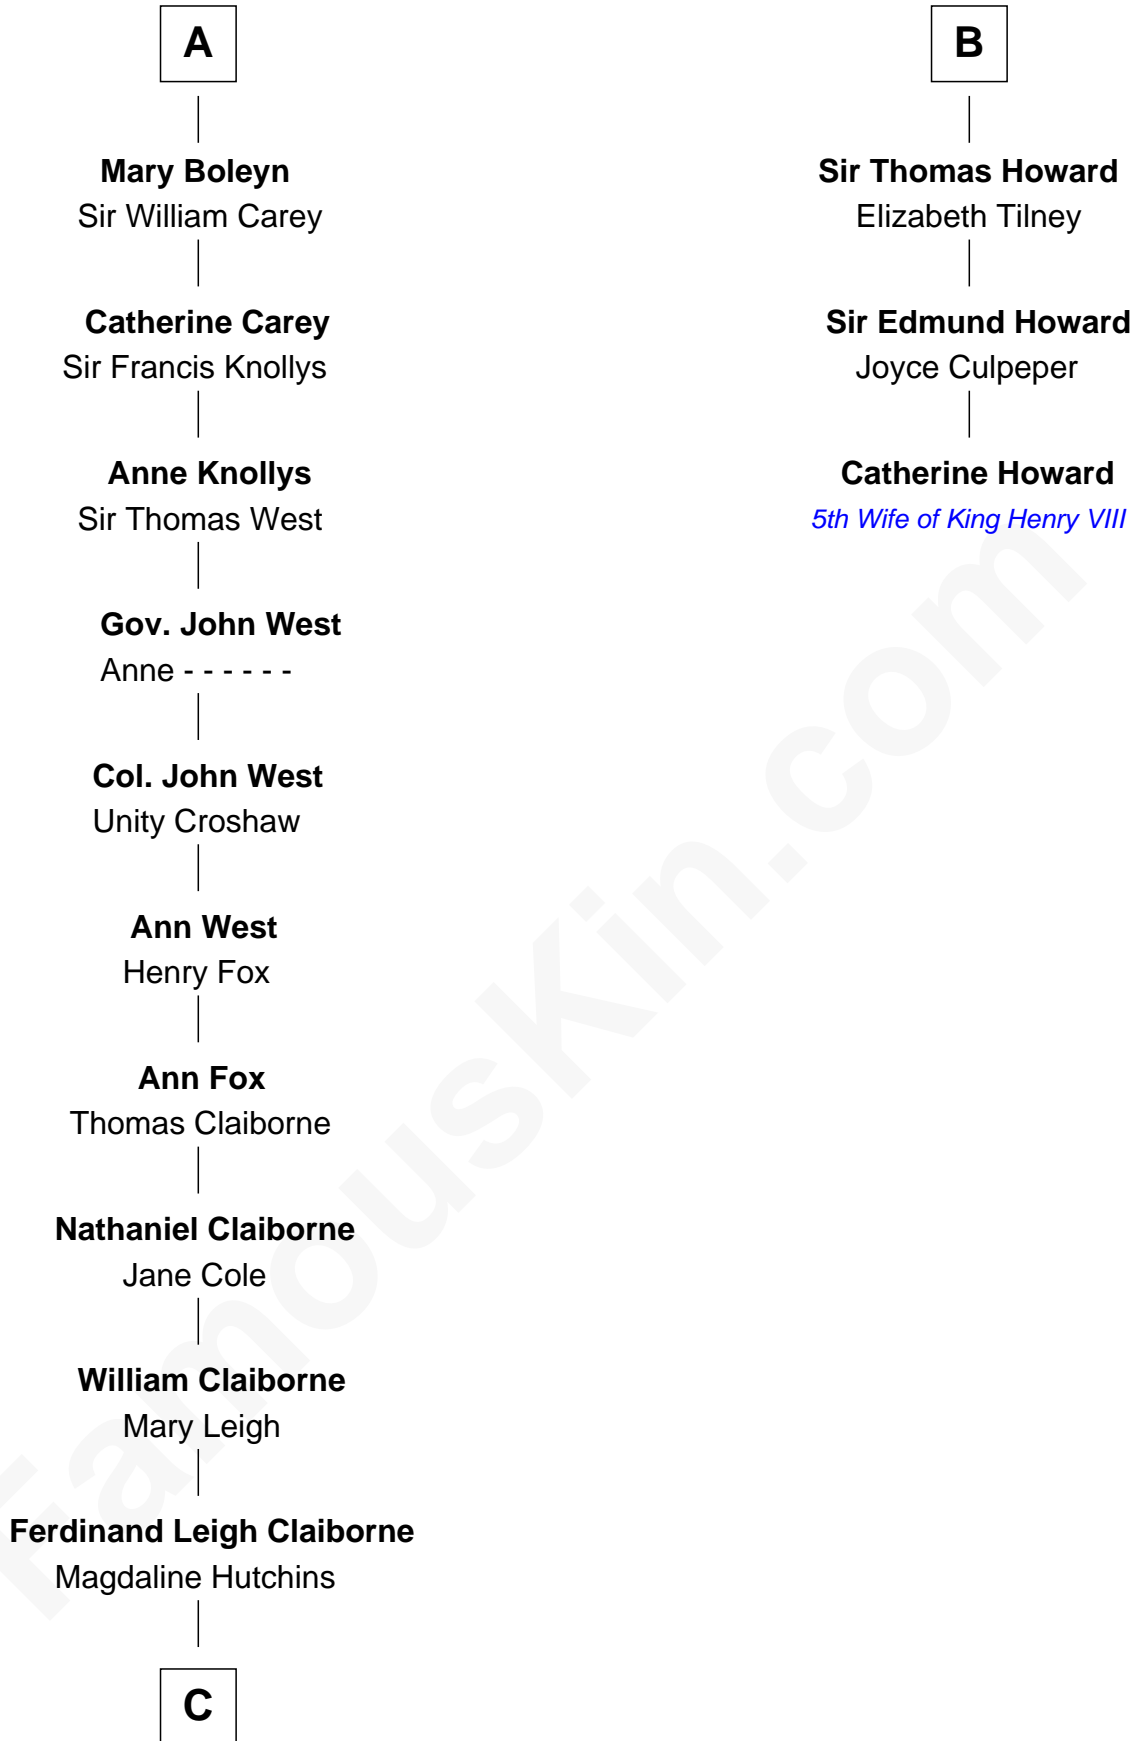 A
Mary Boleyn
Sir William Carey
Catherine Carey
Sir Francis Knollys
Anne Knollys
Sir Thomas West
Gov. John West
Anne - - - - - -
Col. John West
Unity Croshaw
Ann West
Henry Fox
Ann Fox
Thomas Claiborne
Nathaniel Claiborne
Jane Cole
William Claiborne
Mary Leigh
Ferdinand Leigh Claiborne
Magdaline Hutchins
C
B
Sir Thomas Howard
Elizabeth Tilney
Sir Edmund Howard
Joyce Culpeper
Catherine Howard
5th Wife of King Henry VIII
FamousKin.com